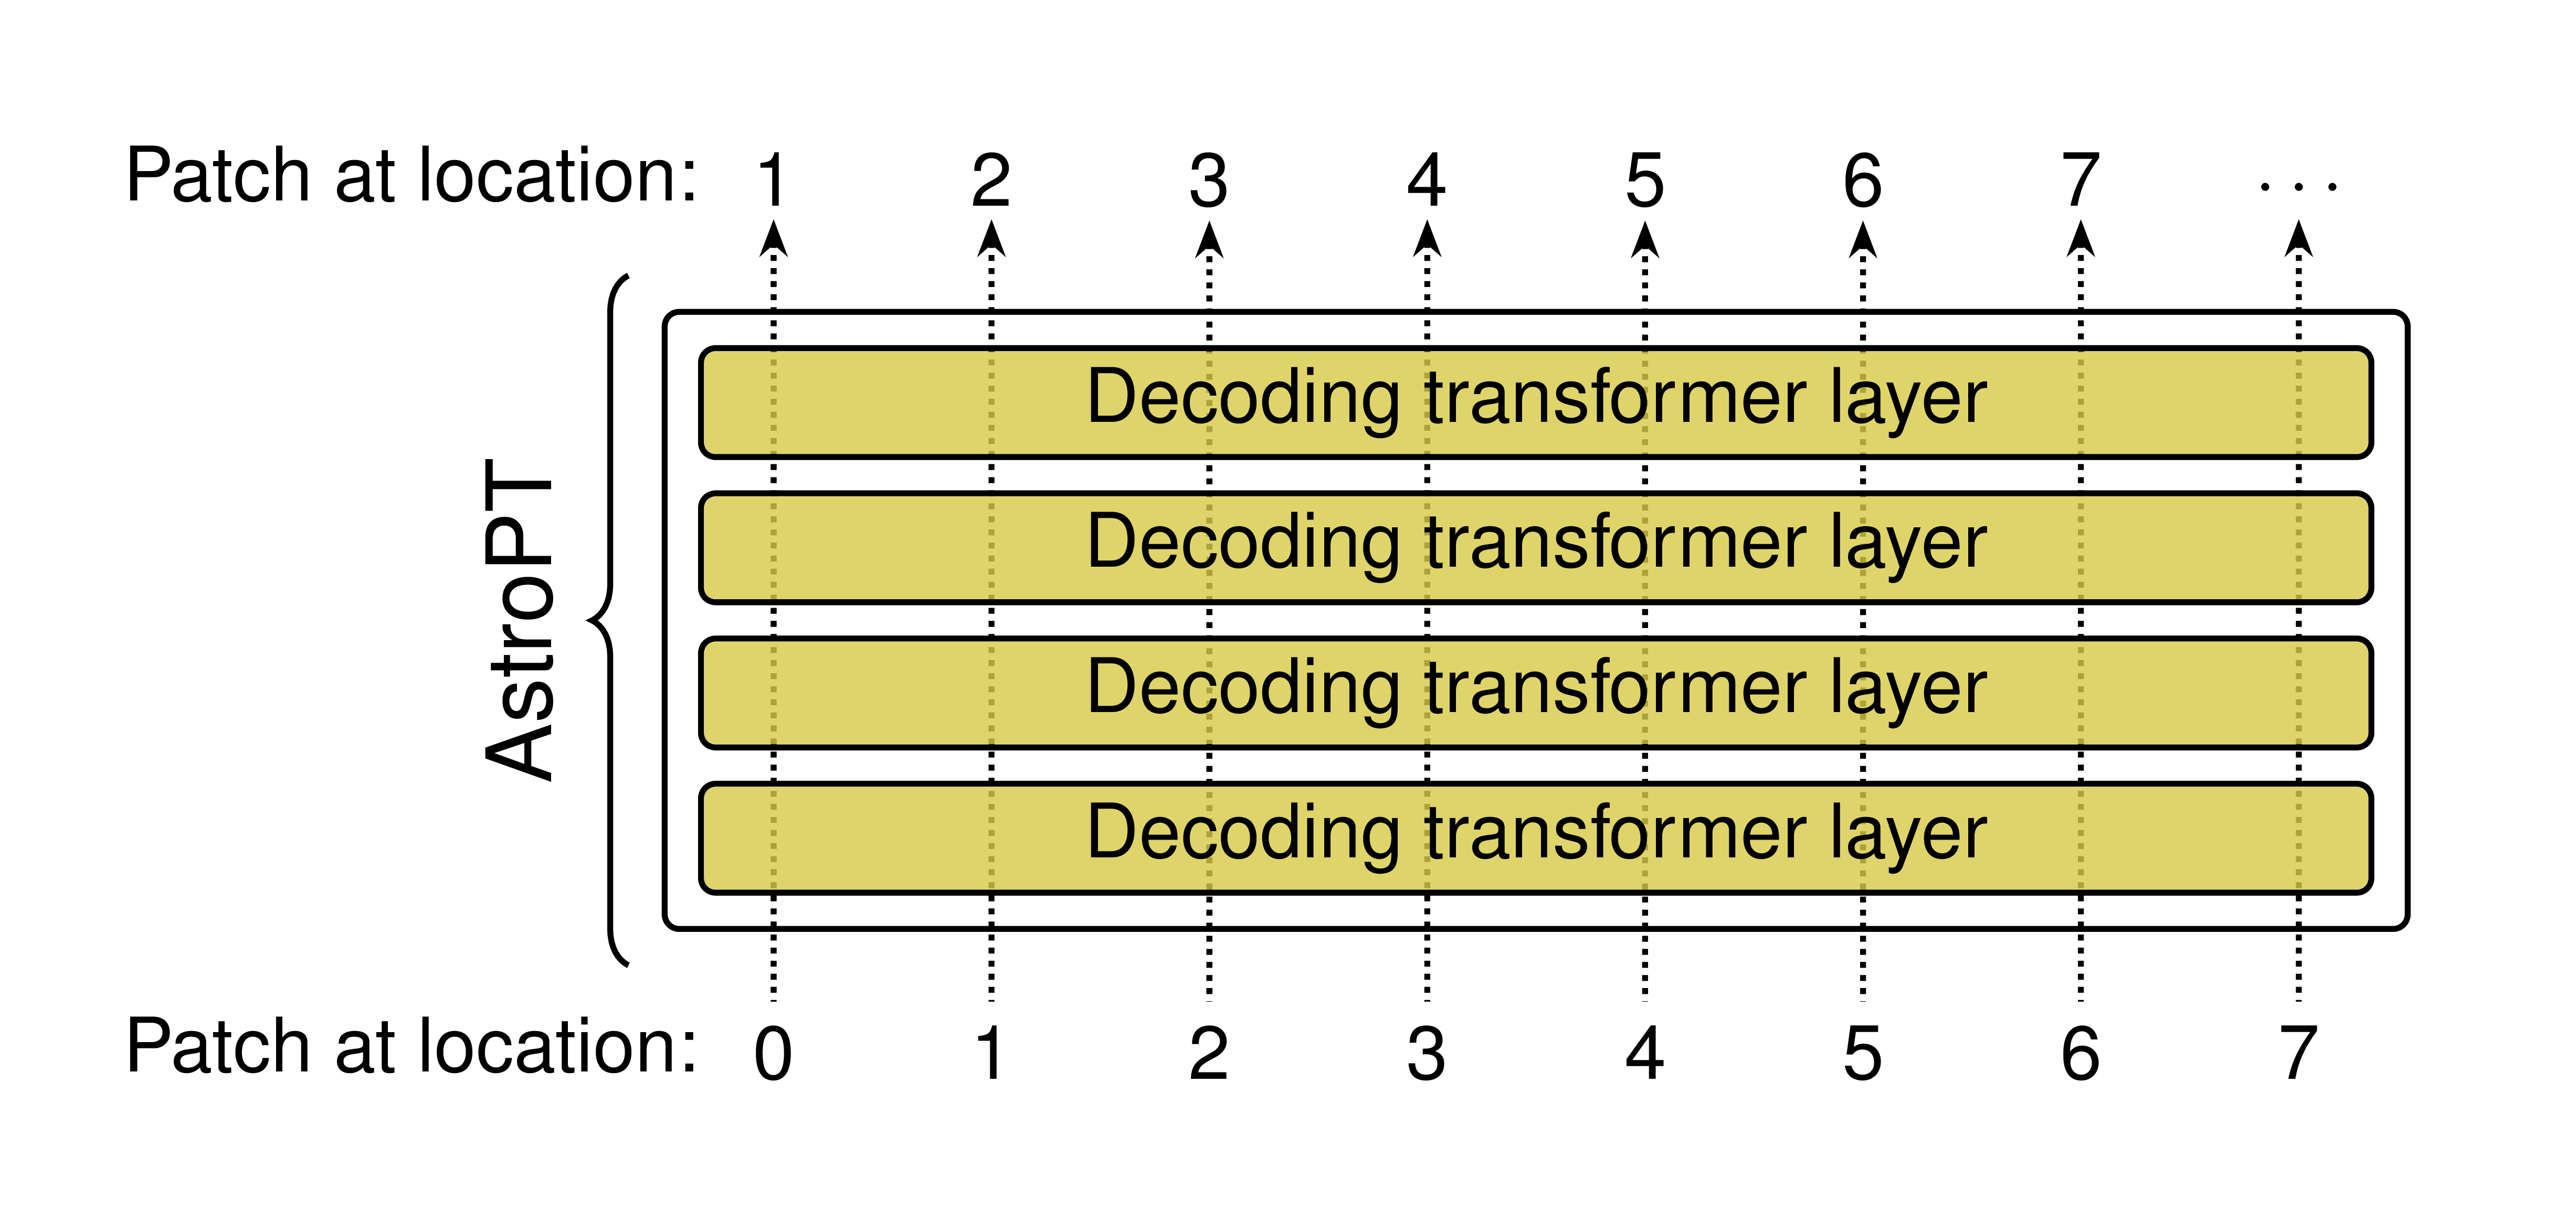 Patch at location: 1 2 3 4 5 6 7 ···
AstroPT
Decoding transformer layer
Decoding transformer layer
Decoding transformer layer
Decoding transformer layer
Patch at location: 0 1 2 3 4 5 6 7